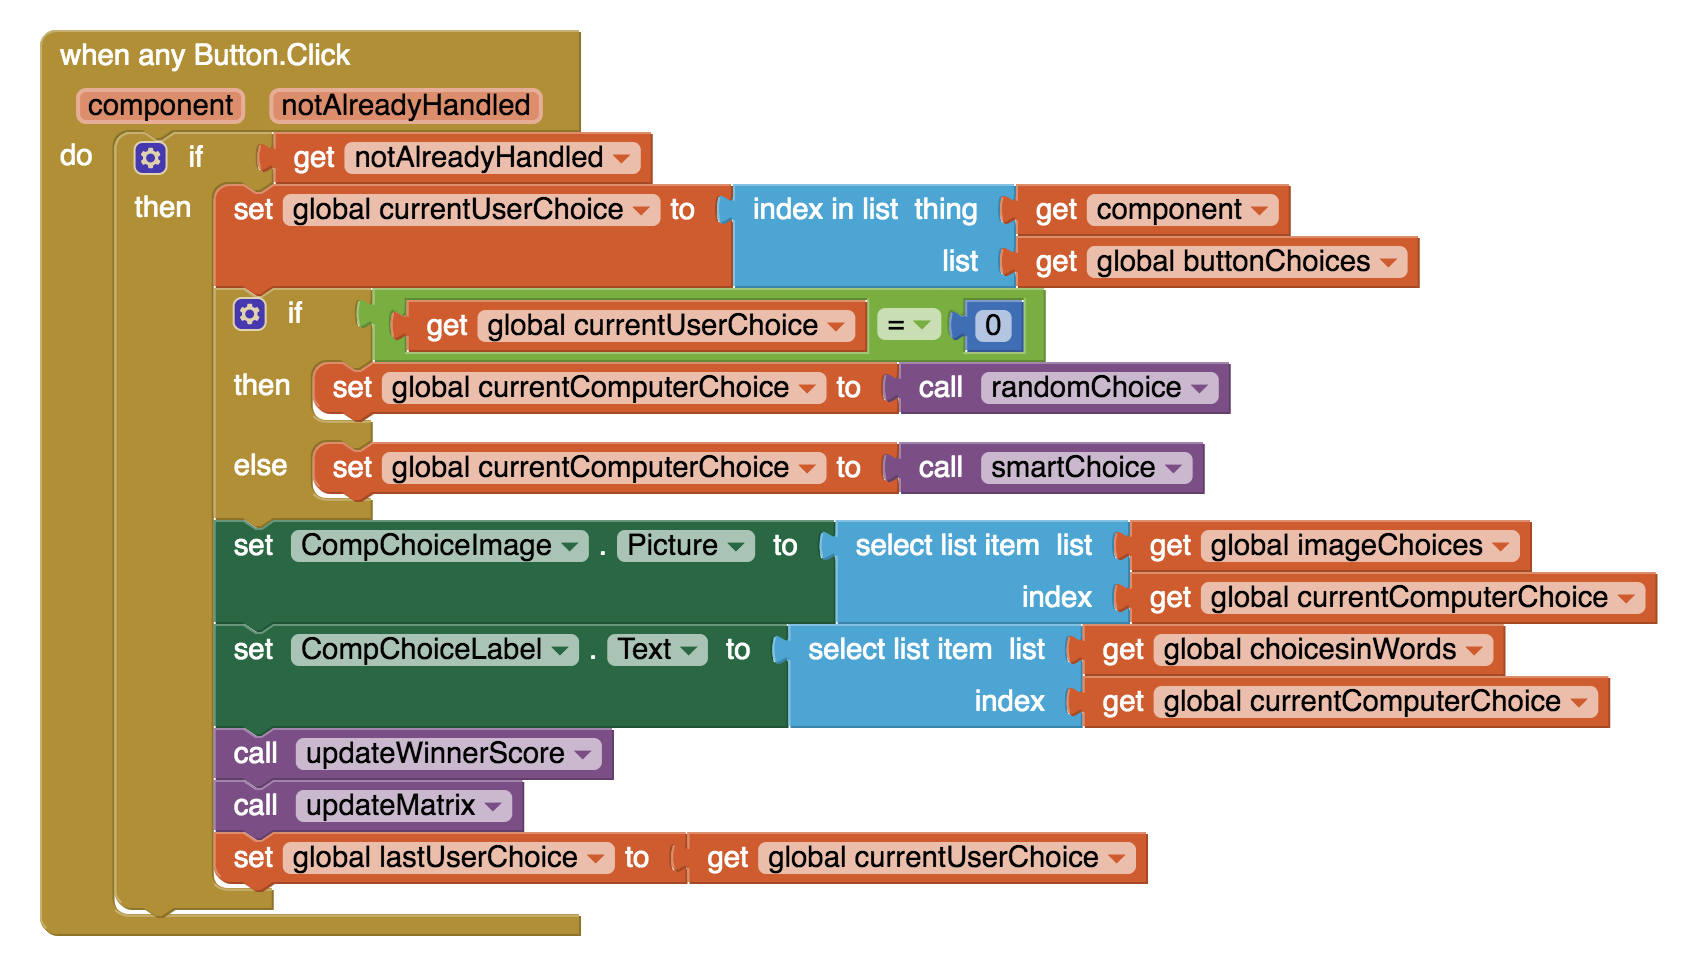 when any Button.Click
component notAlreadyHandled
do if get notAlreadyHandled
then set global currentUserChoice to index in list thing get component
list get global buttonChoices
if get global currentUserChoice = 0
then set global currentComputerChoice to call randomChoice
else set global currentComputerChoice to call smartChoice
set CompChoiceImage . Picture to select list item list get global imageChoices
index get global currentComputerChoice
set CompChoiceLabel . Text to select list item list get global choicesinWords
index get global currentComputerChoice
call updateWinnerScore
call updateMatrix
set global lastUserChoice to get global currentUserChoice